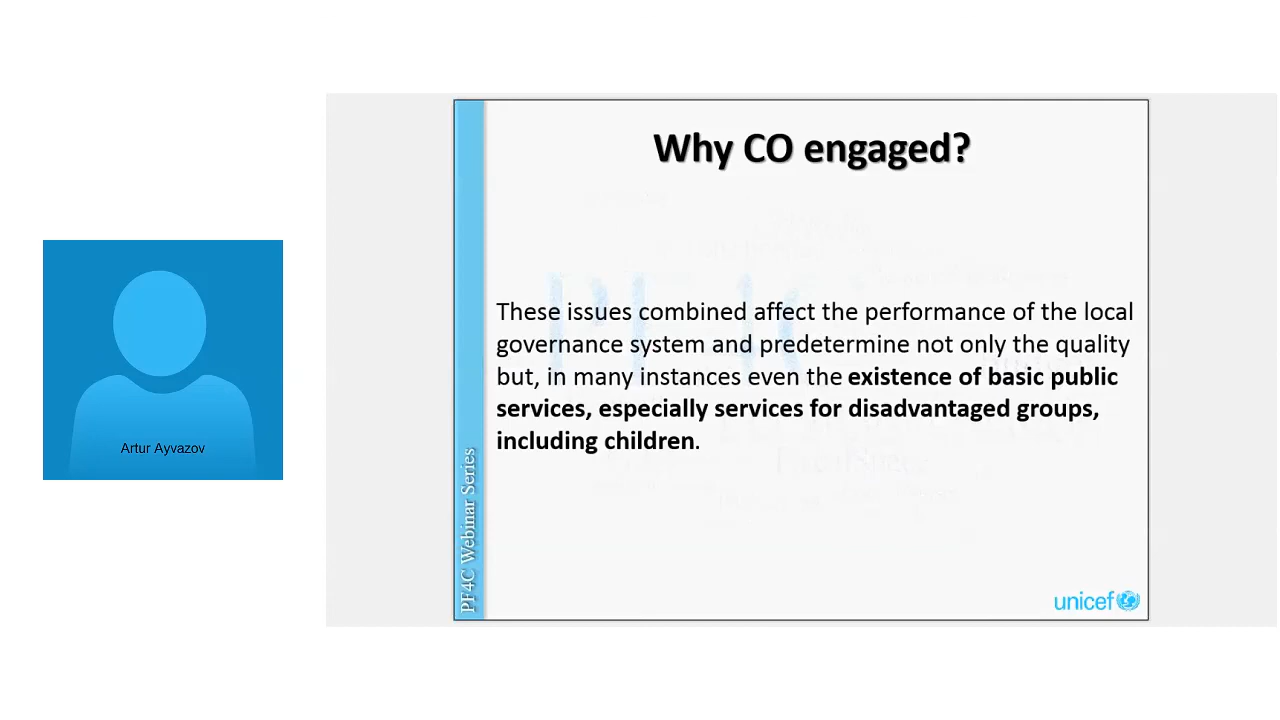 Why CO engaged?
These issues combined affect the performance of the local
governance system and predetermine not only the quality
but, in many instances even the existence of basic public
services, especially services for disadvantaged groups,
including children.
Artur Ayvazov
PF4C Webinar Series
unicef